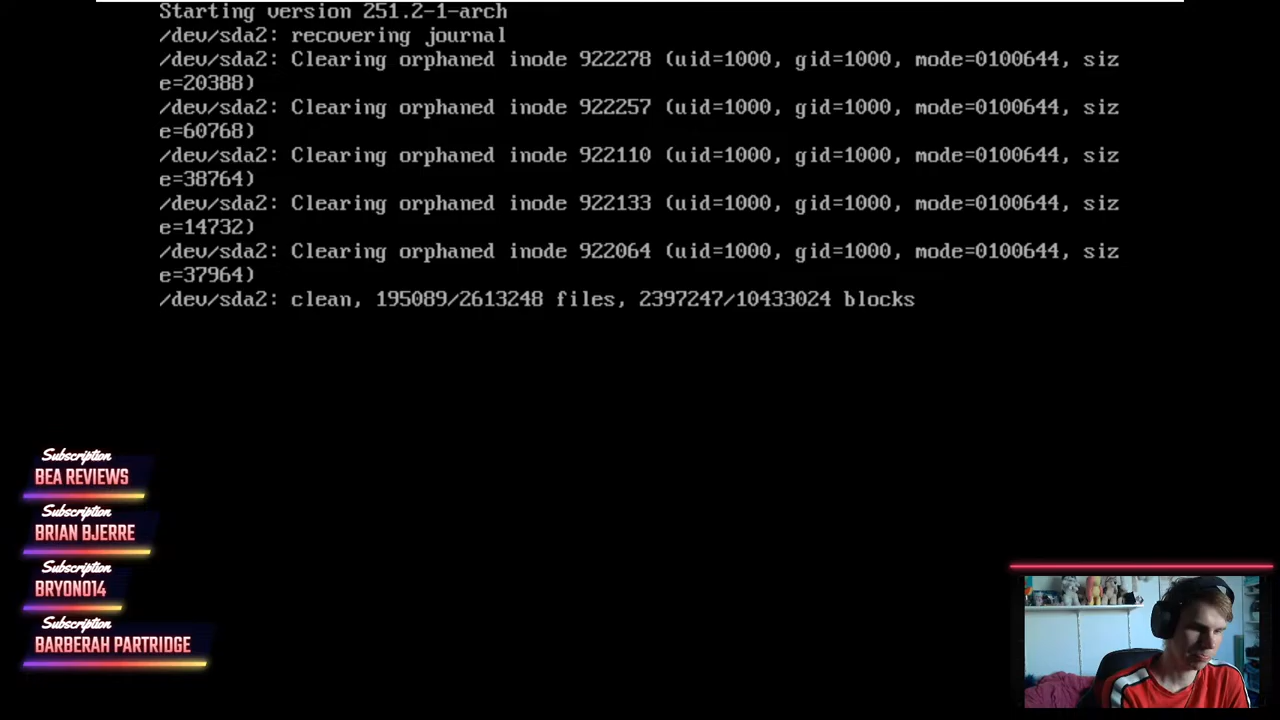 Starting version 251.2-1-arch
/dev/sda2: recovering journal
/dev/sda2: Clearing orphaned inode 922278 (uid=1000, gid=1000, mode=0100644, siz
e=20388)
/dev/sda2: Clearing orphaned inode 922257 (uid=1000, gid=1000, mode=0100644, siz
e=60768)
/dev/sda2: Clearing orphaned inode 922110 (uid=1000, gid=1000, mode=0100644, siz
e=38764)
/dev/sda2: Clearing orphaned inode 922133 (uid=1000, gid=1000, mode=0100644, siz
e=14732)
/dev/sda2: Clearing orphaned inode 922064 (uid=1000, gid=1000, mode=0100644, siz
e=37964)
/dev/sda2: clean, 195089/2613248 files, 2397247/10433024 blocks
Subscription
BEA REVIEWS
Subscription
BRIAN BJERRE
Subscription
BRYONO14
Subscription
BARBERAH PARTRIDGE